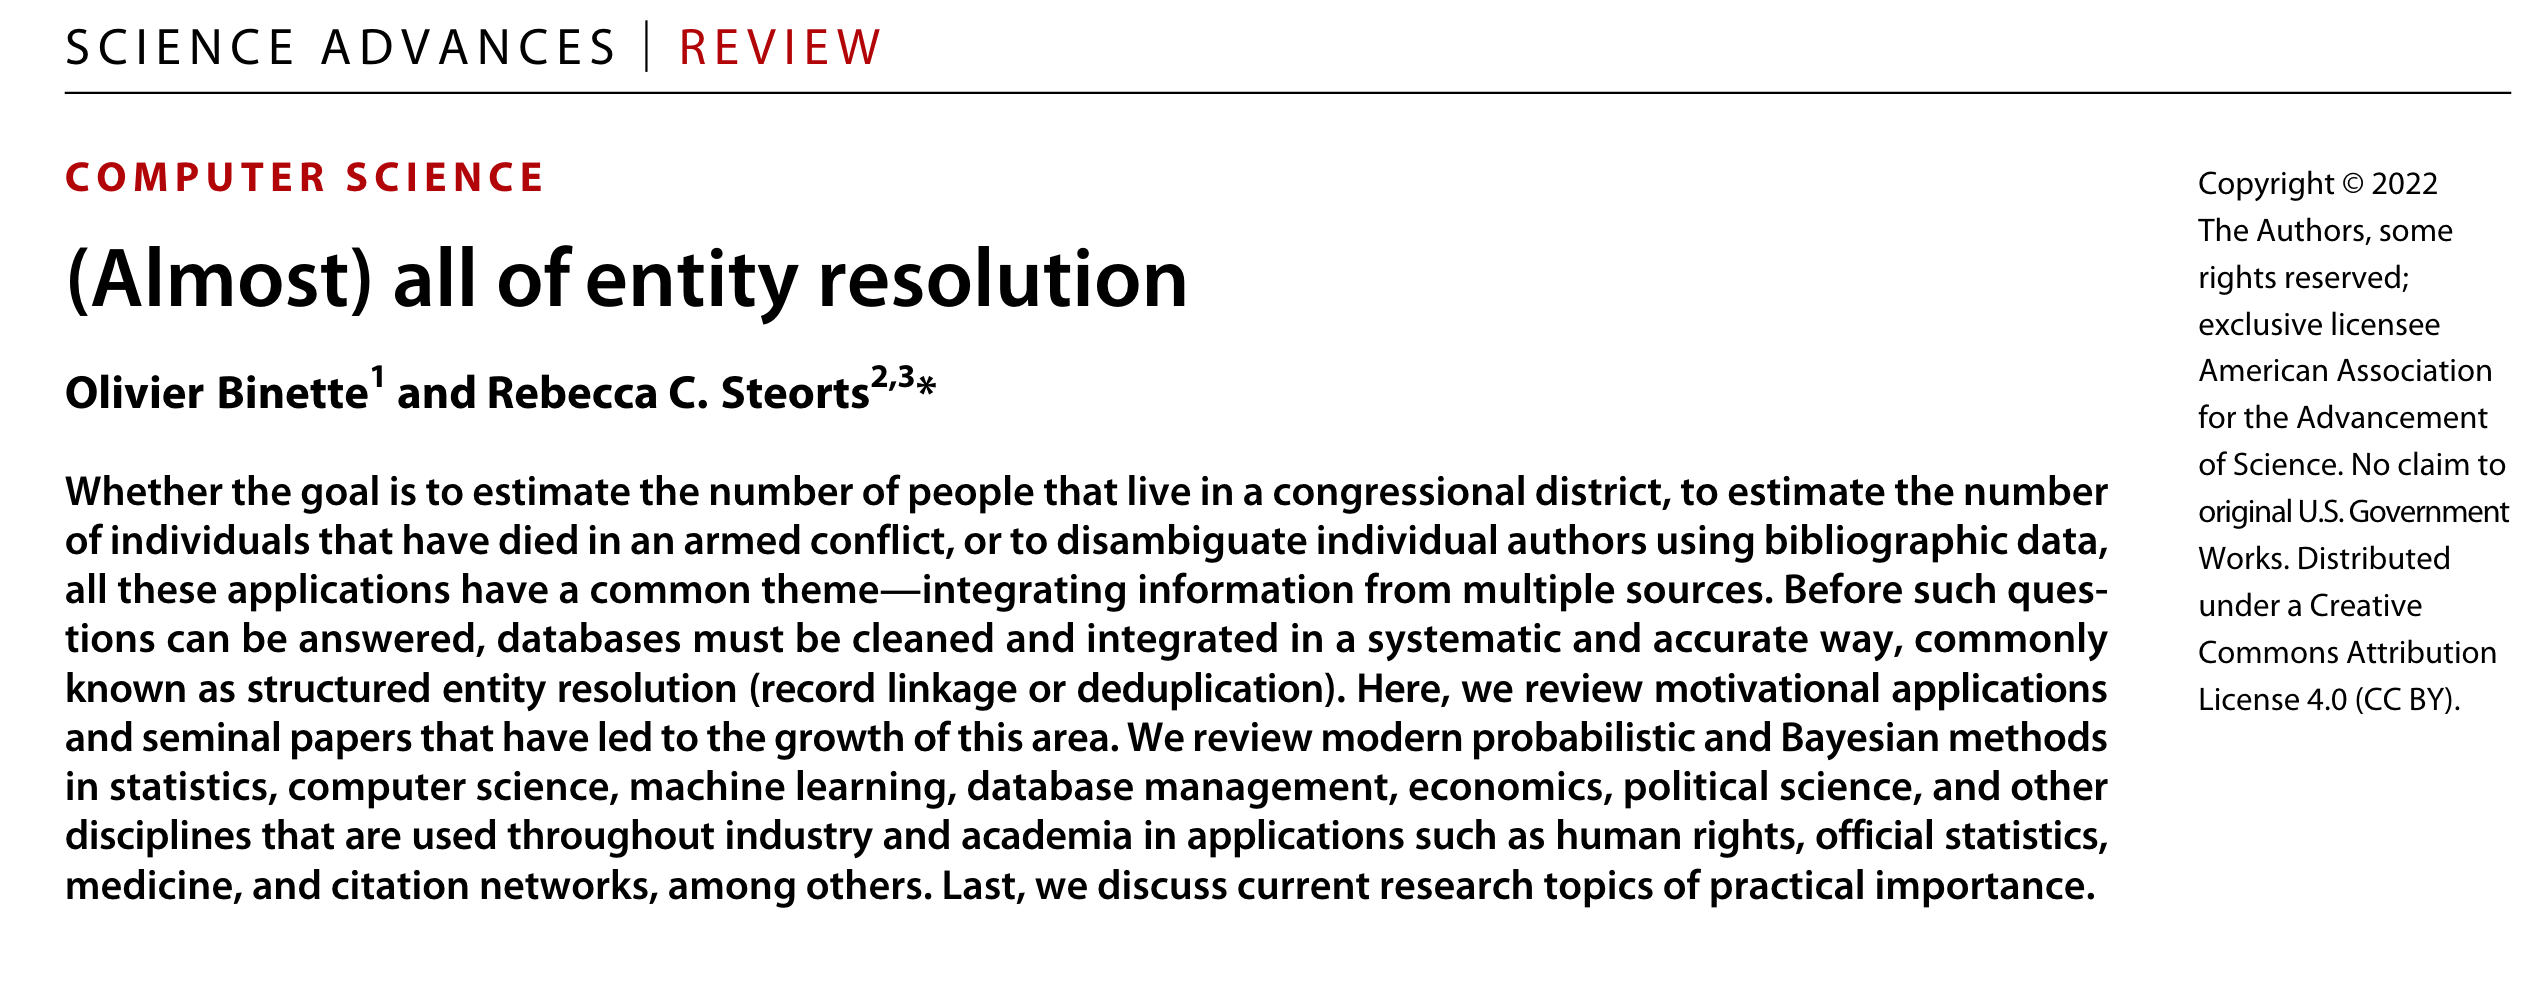 SCIENCE ADVANCES | REVIEW
COMPUTER SCIENCE
(Almost) all of entity resolution
Olivier Binette1 and Rebecca C. Steorts2,3*
Whether the goal is to estimate the number of people that live in a congressional district, to estimate the number
of individuals that have died in an armed conflict, or to disambiguate individual authors using bibliographic data,
all these applications have a common theme—integrating information from multiple sources. Before such ques-
tions can be answered, databases must be cleaned and integrated in a systematic and accurate way, commonly
known as structured entity resolution (record linkage or deduplication). Here, we review motivational applications
and seminal papers that have led to the growth of this area. We review modern probabilistic and Bayesian methods
in statistics, computer science, machine learning, database management, economics, political science, and other
disciplines that are used throughout industry and academia in applications such as human rights, official statistics,
medicine, and citation networks, among others. Last, we discuss current research topics of practical importance.
Copyright © 2022
The Authors, some
rights reserved;
exclusive licensee
American Association
for the Advancement
of Science. No claim to
original U.S. Government
Works. Distributed
under a Creative
Commons Attribution
License 4.0 (CC BY).